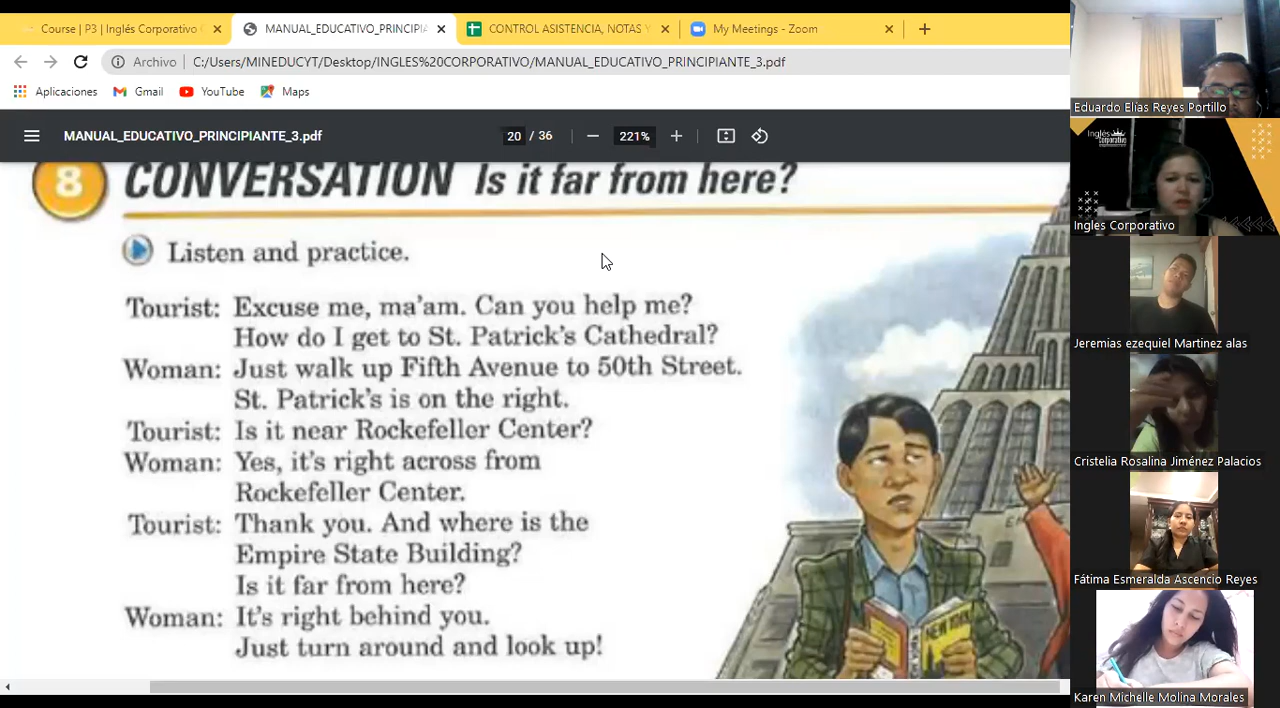 Course | P3 | Inglés Corporativo
MANUAL_EDUCATIVO_PRINCIPI
CONTROL ASISTENCIA, NOTAS Y
My Meetings - Zoom
Archivo
C:/Users/MINEDUCYT/Desktop/INGLES%20CORPORATIVO/MANUAL_EDUCATIVO_PRINCIPIANTE_3.pdf
Aplicaciones
Gmail
YouTube
Maps
MANUAL_EDUCATIVO_PRINCIPIANTE_3.pdf
20 / 36
221%
8 CONVERSATION Is it far from here?
Listen and practice.
Tourist: Excuse me, ma'am. Can you help me?
How do I get to St. Patrick's Cathedral?
Woman: Just walk up Fifth Avenue to 50th Street.
St. Patrick's is on the right.
Tourist: Is it near Rockefeller Center?
Woman: Yes, it's right across from
Rockefeller Center.
Tourist: Thank you. And where is the
Empire State Building?
Is it far from here?
Woman: It's right behind you.
Just turn around and look up!
NEW YORK
Eduardo Elías Reyes Portillo
Inglés
Corporativo
Ingles Corporativo
Jeremias ezequiel Martinez alas
Cristelia Rosalina Jiménez Palacios
Fátima Esmeralda Ascencio Reyes
Karen Michelle Molina Morales